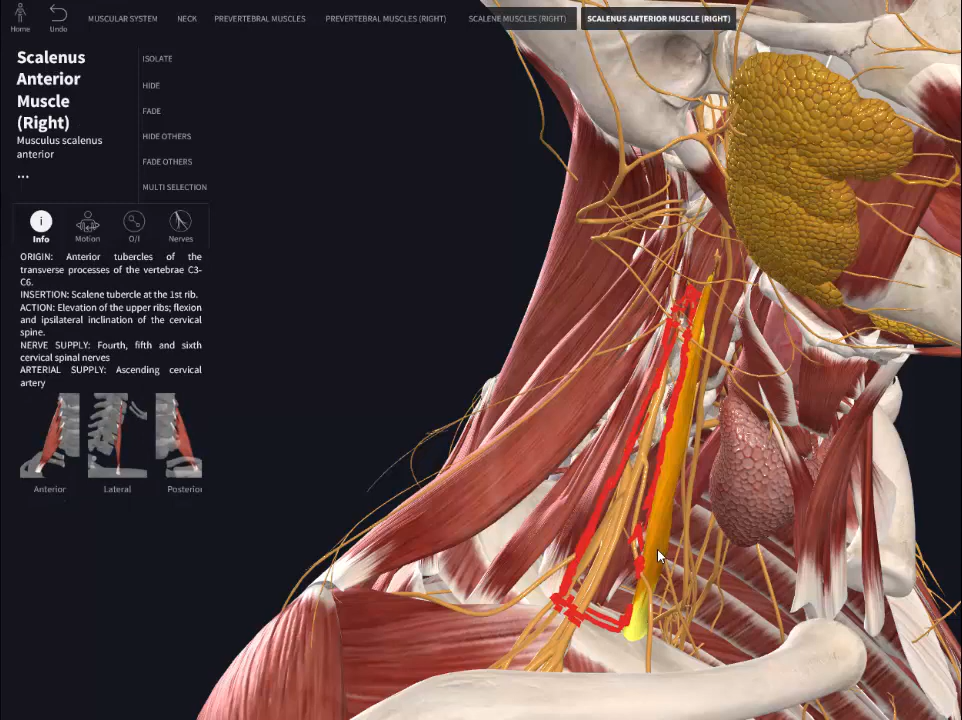 Home
Undo
MUSCULAR SYSTEM
NECK
PREVERTEBRAL MUSCLES
PREVERTEBRAL MUSCLES (RIGHT)
SCALENE MUSCLES (RIGHT)
SCALENUS ANTERIOR MUSCLE (RIGHT)
Scalenus
Anterior
Muscle
(Right)
Musculus scalenus
anterior
...
ISOLATE
HIDE
FADE
HIDE OTHERS
FADE OTHERS
MULTI SELECTION
i
Info
Motion
O/I
Nerves
ORIGIN: Anterior tubercles of the
transverse processes of the vertebrae C3-
C6.
INSERTION: Scalene tubercle at the 1st rib.
ACTION: Elevation of the upper ribs; flexion
and ipsilateral inclination of the cervical
spine.
NERVE SUPPLY: Fourth, fifth and sixth
cervical spinal nerves
ARTERIAL SUPPLY: Ascending cervical
artery
Anterior
Lateral
Posterior